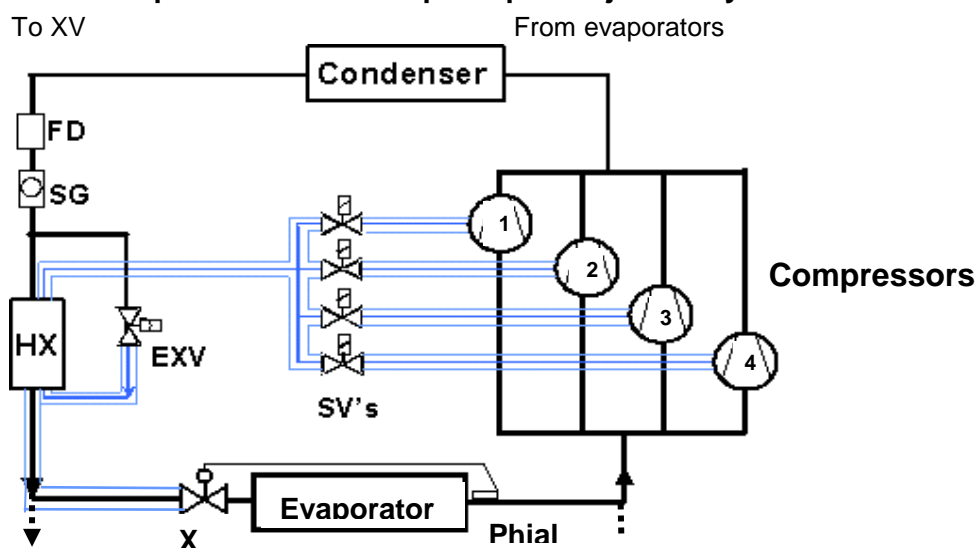 To XV
From evaporators
Condenser
FD
SG
1
2
Compressors
3
HX
EXV
4
SV's
Evaporator
Phial
X